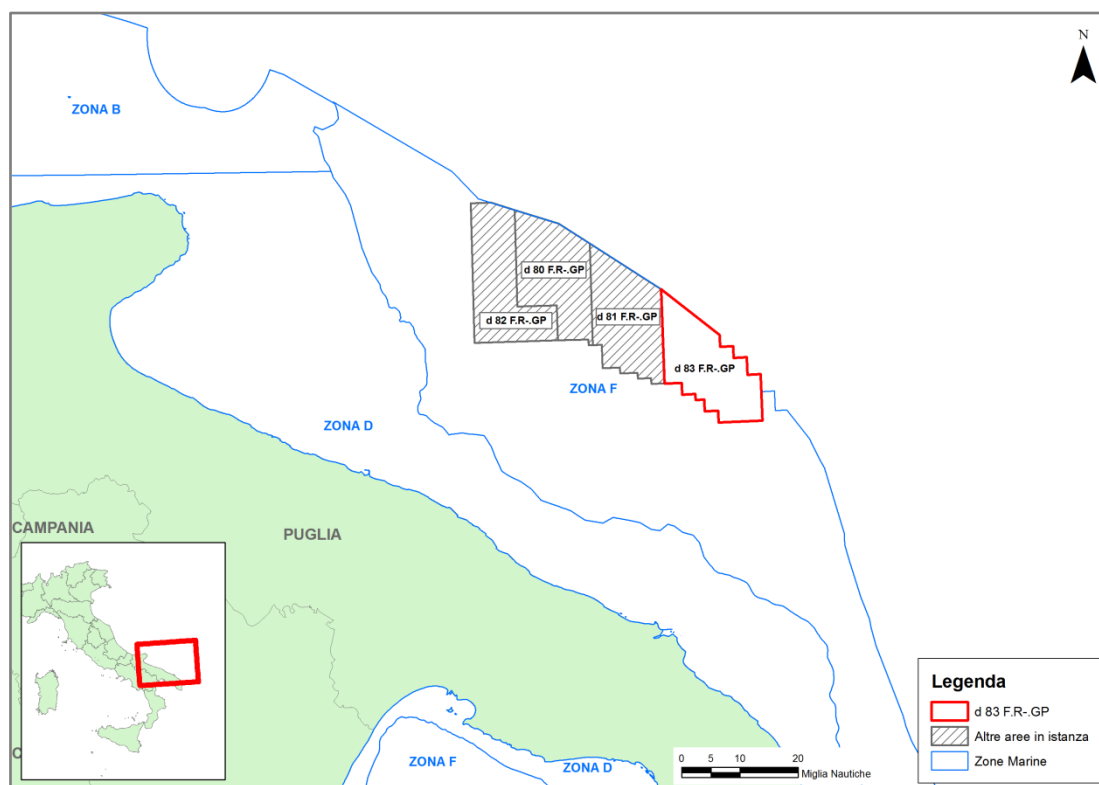 N
ZONA B
d 80 F.R-.GP
d 82 F.R-.GP
d 81 F.R-.GP
d 83 F.R-.GP
ZONA F
ZONA D
CAMPANIA
PUGLIA
C
ZONA F
ZONA D
0 5 10 20
Miglia Nautiche
Legenda
d 83 F.R-.GP
Altre aree in istanza
Zone Marine